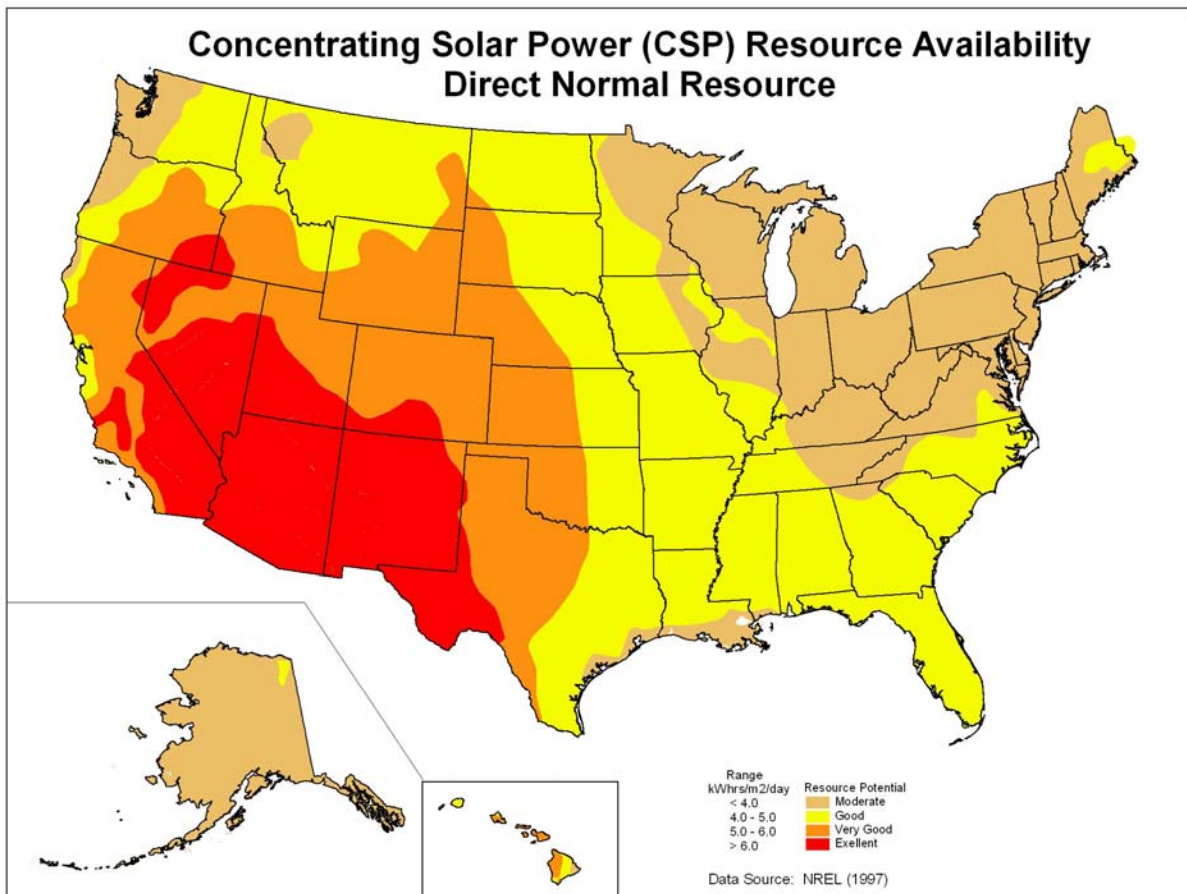 Concentrating Solar Power (CSP) Resource Availability
Direct Normal Resource
Range
kWhrs/m2/day
Resource Potential
< 4.0
Moderate
4.0 - 5.0
Good
5.0 - 6.0
Very Good
> 6.0
Exellent
Data Source: NREL (1997)